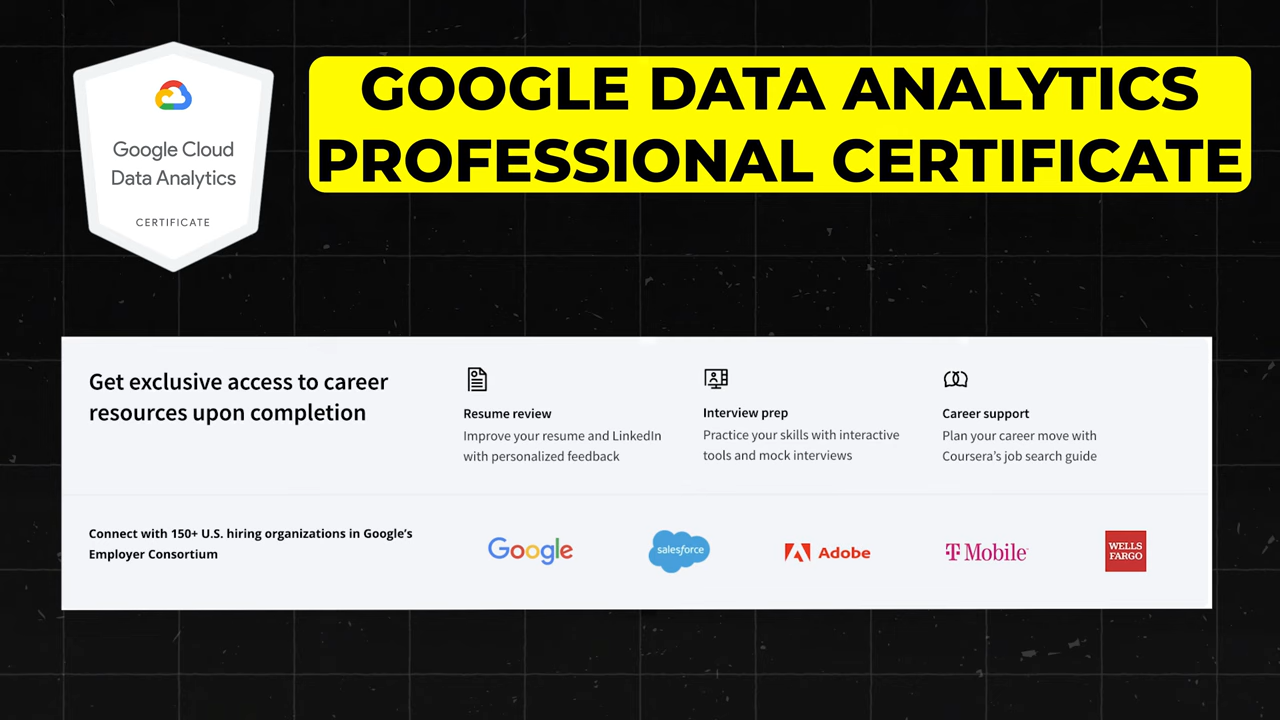 Google Cloud
Data Analytics
CERTIFICATE
GOOGLE DATA ANALYTICS
PROFESSIONAL CERTIFICATE
Get exclusive access to career
resources upon completion
Resume review
Improve your resume and LinkedIn
with personalized feedback
Interview prep
Practice your skills with interactive
tools and mock interviews
Career support
Plan your career move with
Coursera's job search guide
Connect with 150+ U.S. hiring organizations in Google's
Employer Consortium
Google
salesforce
Adobe
T Mobile
WELLS
FARGO